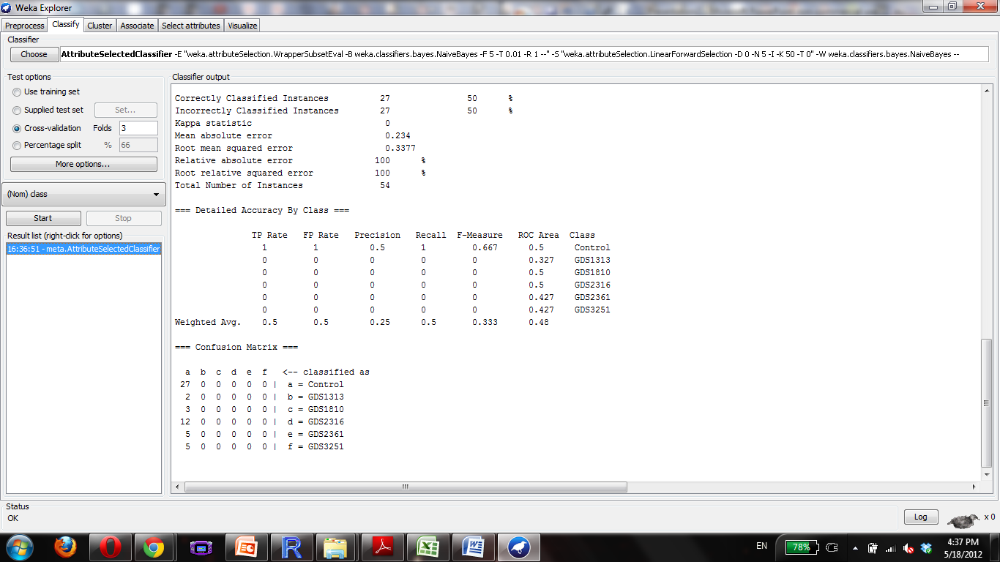 Weka Explorer
Preprocess Classify Cluster Associate Select attributes Visualize
Classifier
Choose AttributeSelectedClassifier -E "weka.attributeSelection.WrapperSubsetEval -B weka.classifiers.bayes.NaiveBayes -F 5 -T 0.01 -R 1 --" -S "weka.attributeSelection.LinearForwardSelection -D 0 -N 5 -I -K 50 -T 0" -W weka.classifiers.bayes.NaiveBayes --
Test options
Use training set
Supplied test set Set...
Cross-validation Folds 3
Percentage split % 66
More options...
(Nom) class
Start Stop
Result list (right-click for options)
16:36:51 - meta.AttributeSelectedClassifier
Classifier output
Correctly Classified Instances 27 50 %
Incorrectly Classified Instances 27 50 %
Kappa statistic 0
Mean absolute error 0.234
Root mean squared error 0.3377
Relative absolute error 100 %
Root relative squared error 100 %
Total Number of Instances 54
=== Detailed Accuracy By Class ===
TP Rate FP Rate Precision Recall F-Measure ROC Area Class
1 1 0.5 1 0.667 0.5 Control
0 0 0 0 0 0.327 GDS1313
0 0 0 0 0 0.5 GDS1810
0 0 0 0 0 0.5 GDS2316
0 0 0 0 0 0.427 GDS2361
0 0 0 0 0 0.427 GDS3251
Weighted Avg. 0.5 0.5 0.25 0.5 0.333 0.48
=== Confusion Matrix ===
a b c d e f <-- classified as
27 0 0 0 0 0 | a = Control
2 0 0 0 0 0 | b = GDS1313
3 0 0 0 0 0 | c = GDS1810
12 0 0 0 0 0 | d = GDS2316
5 0 0 0 0 0 | e = GDS2361
5 0 0 0 0 0 | f = GDS3251
Status
OK
Log x 0
EN 78% 4:37 PM
5/18/2012